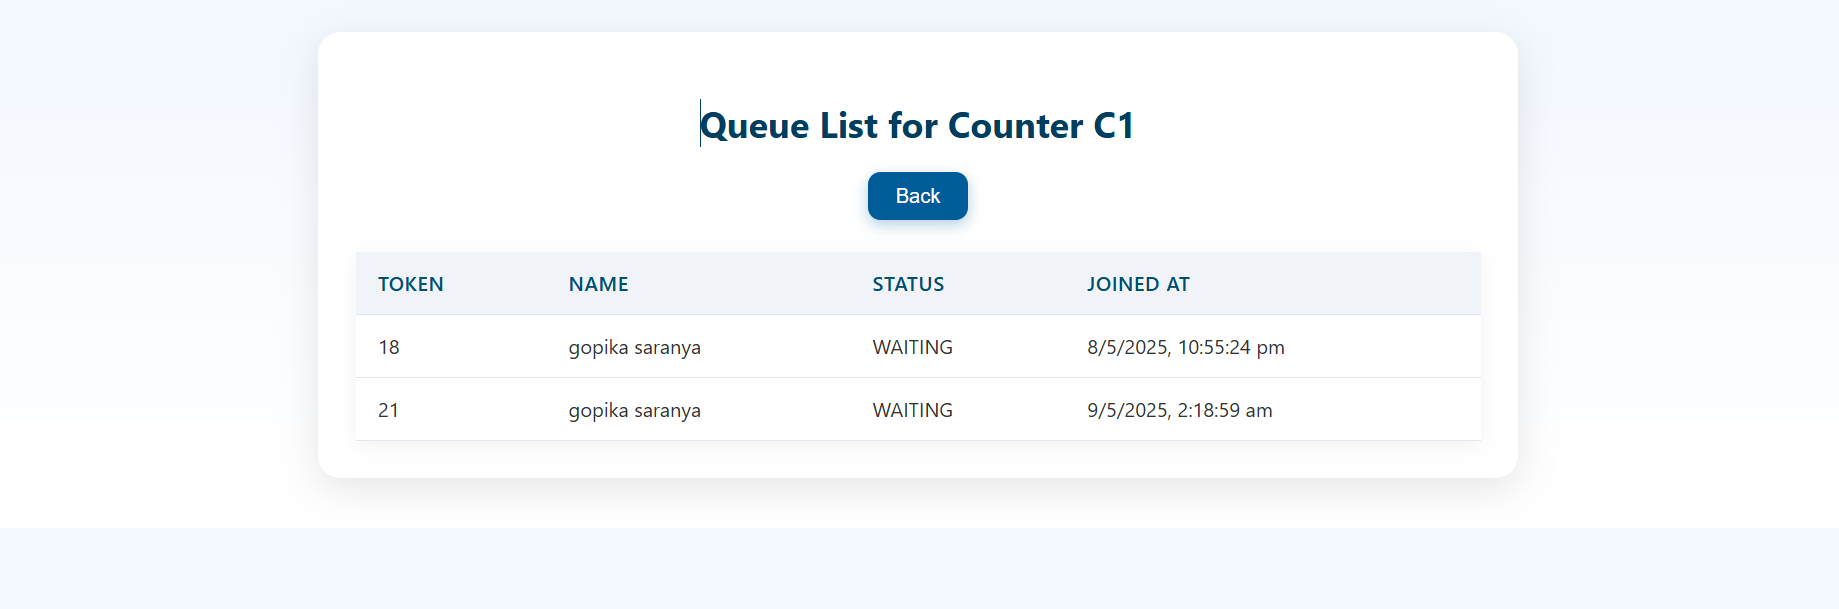 Queue List for Counter C1
Back
TOKEN NAME STATUS JOINED AT
18 gopika saranya WAITING 8/5/2025, 10:55:24 pm
21 gopika saranya WAITING 9/5/2025, 2:18:59 am